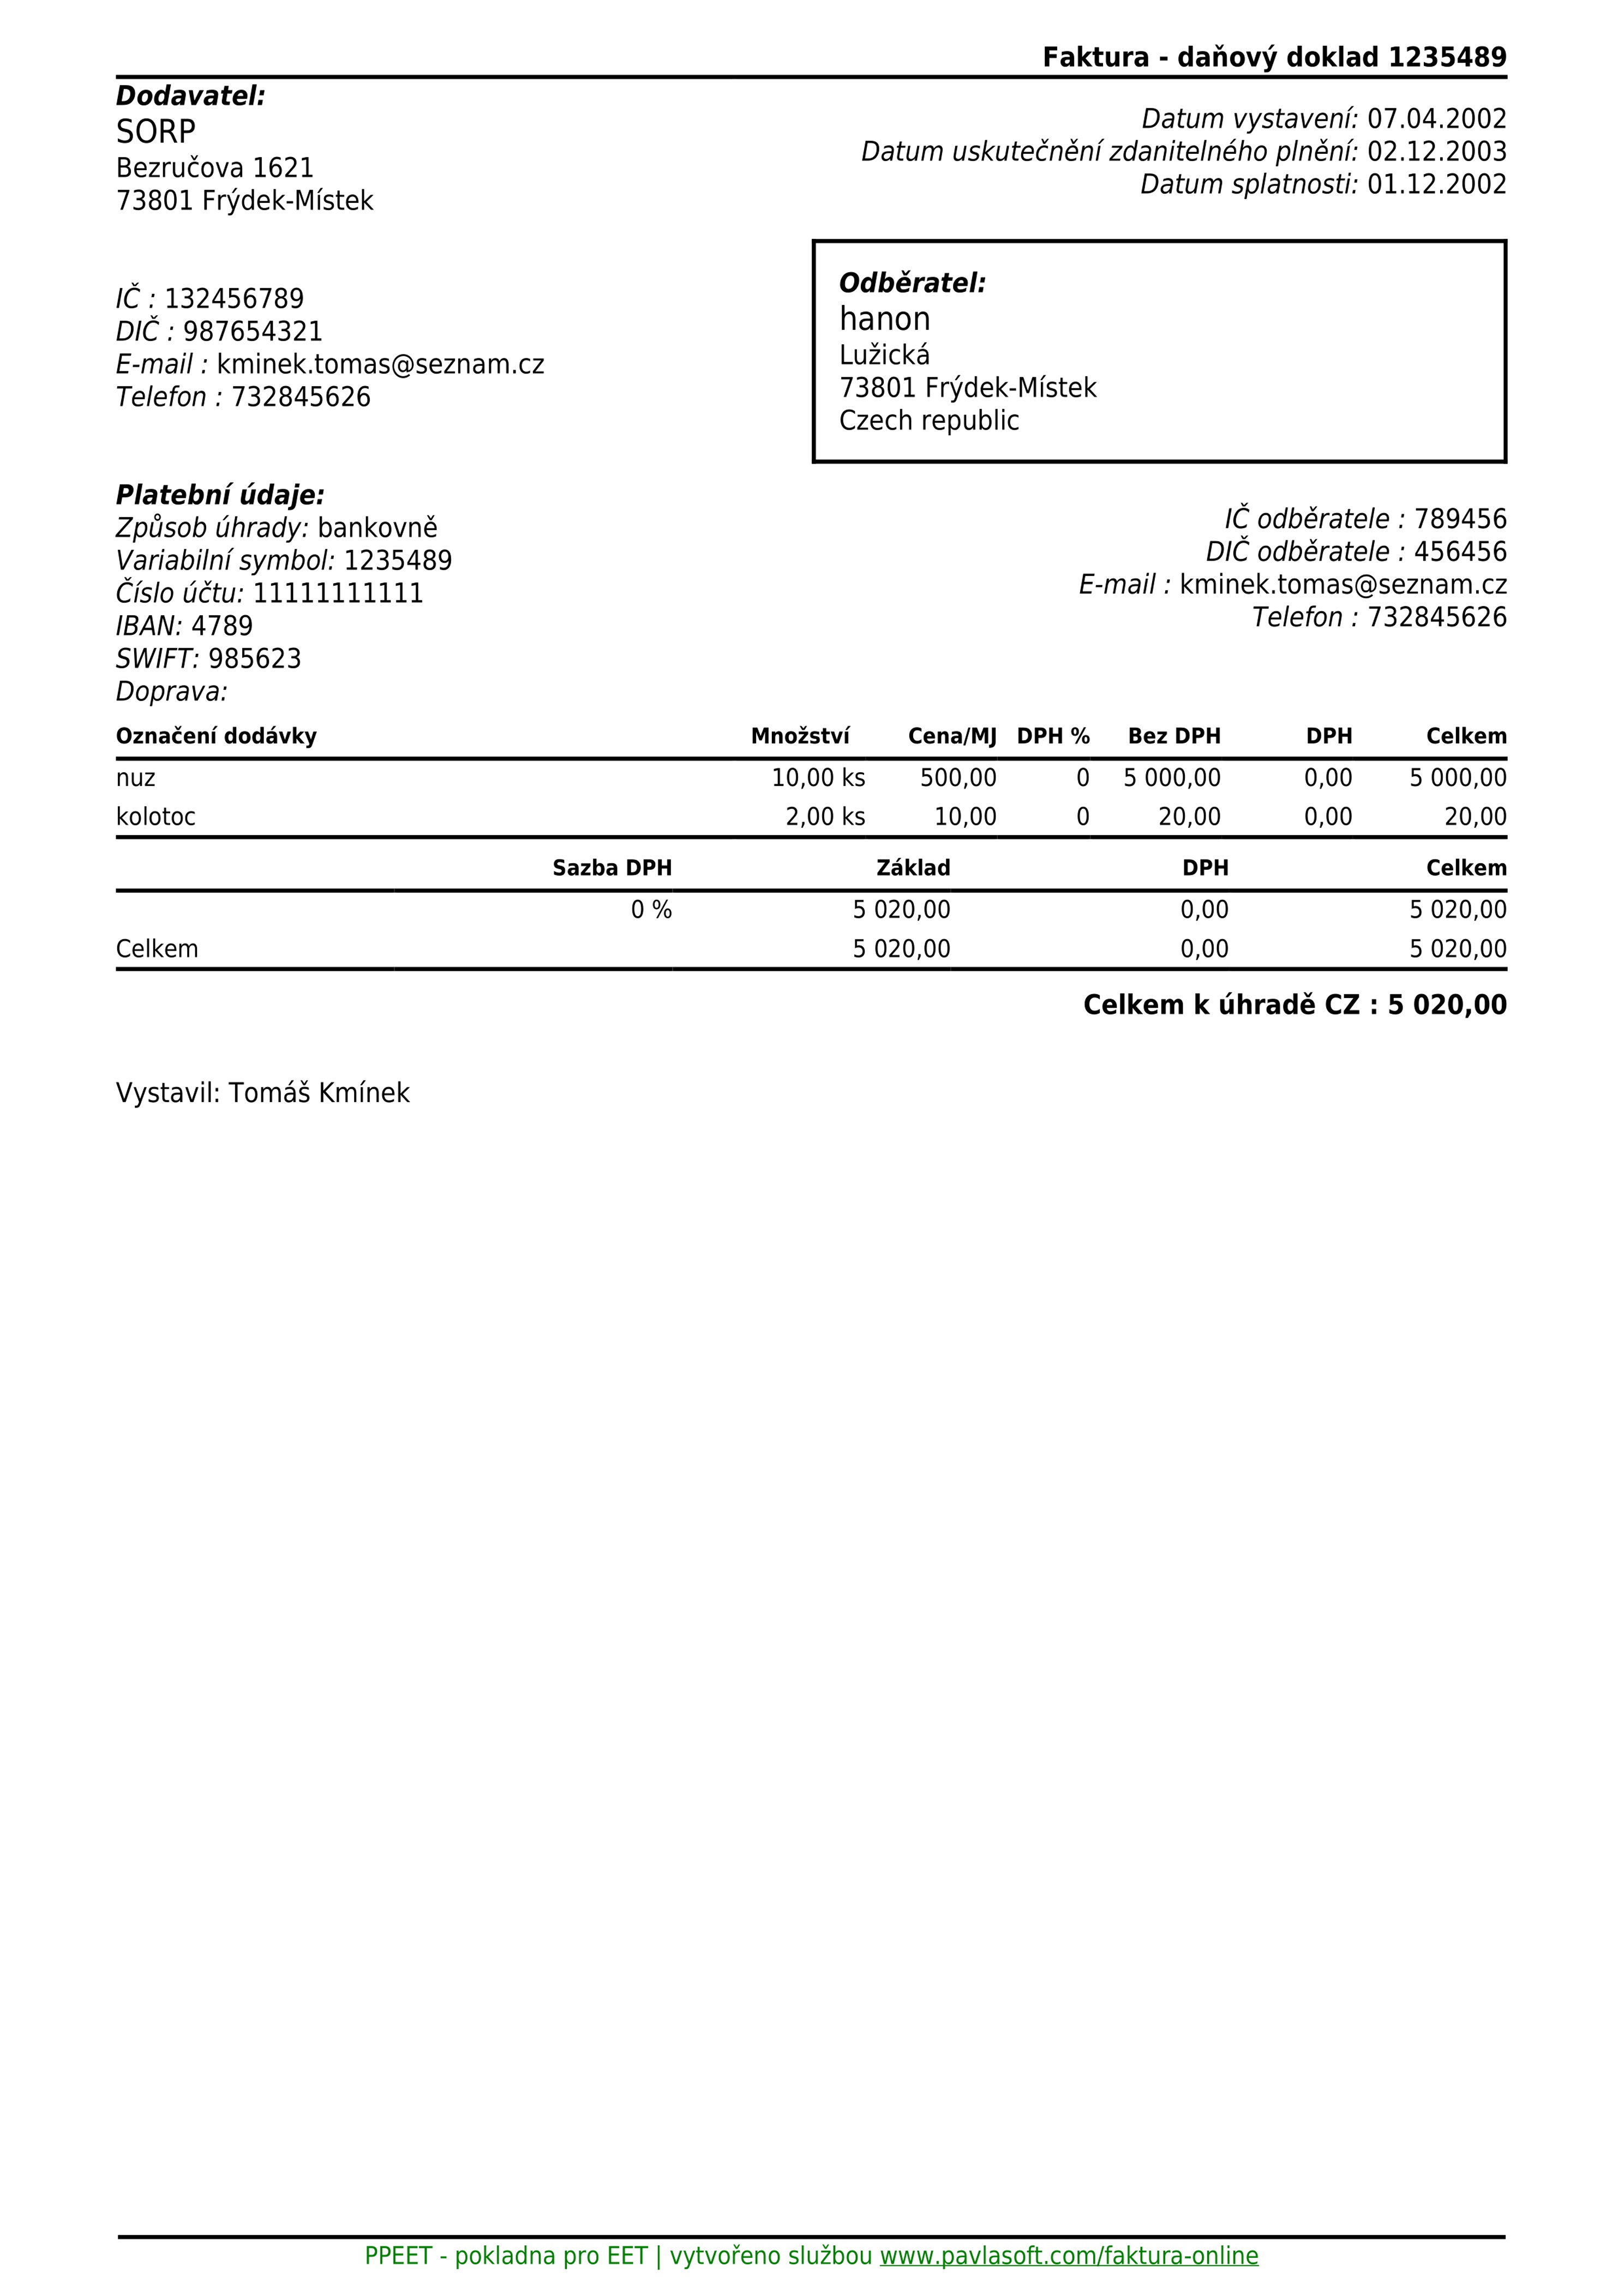 Faktura - daňový doklad 1235489
Dodavatel:
SORP
Bezručova 1621
73801 Frýdek-Místek
Datum vystavení: 07.04.2002
Datum uskutečnění zdanitelného plnění: 02.12.2003
Datum splatnosti: 01.12.2002
IČ : 132456789
DIČ : 987654321
E-mail : kminek.tomas@seznam.cz
Telefon : 732845626
Odběratel:
hanon
Lužická
73801 Frýdek-Místek
Czech republic
Platební údaje:
Způsob úhrady: bankovně
Variabilní symbol: 1235489
Číslo účtu: 11111111111
IBAN: 4789
SWIFT: 985623
Doprava:
IČ odběratele : 789456
DIČ odběratele : 456456
E-mail : kminek.tomas@seznam.cz
Telefon : 732845626
Označení dodávky Množství Cena/MJ DPH % Bez DPH DPH Celkem
nuz 10,00 ks 500,00 0 5 000,00 0,00 5 000,00
kolotoc 2,00 ks 10,00 0 20,00 0,00 20,00
Sazba DPH Základ DPH Celkem
0 % 5 020,00 0,00 5 020,00
Celkem 5 020,00 0,00 5 020,00
Celkem k úhradě CZ : 5 020,00
Vystavil: Tomáš Kmínek
PPEET - pokladna pro EET | vytvořeno službou www.pavlasoft.com/faktura-online